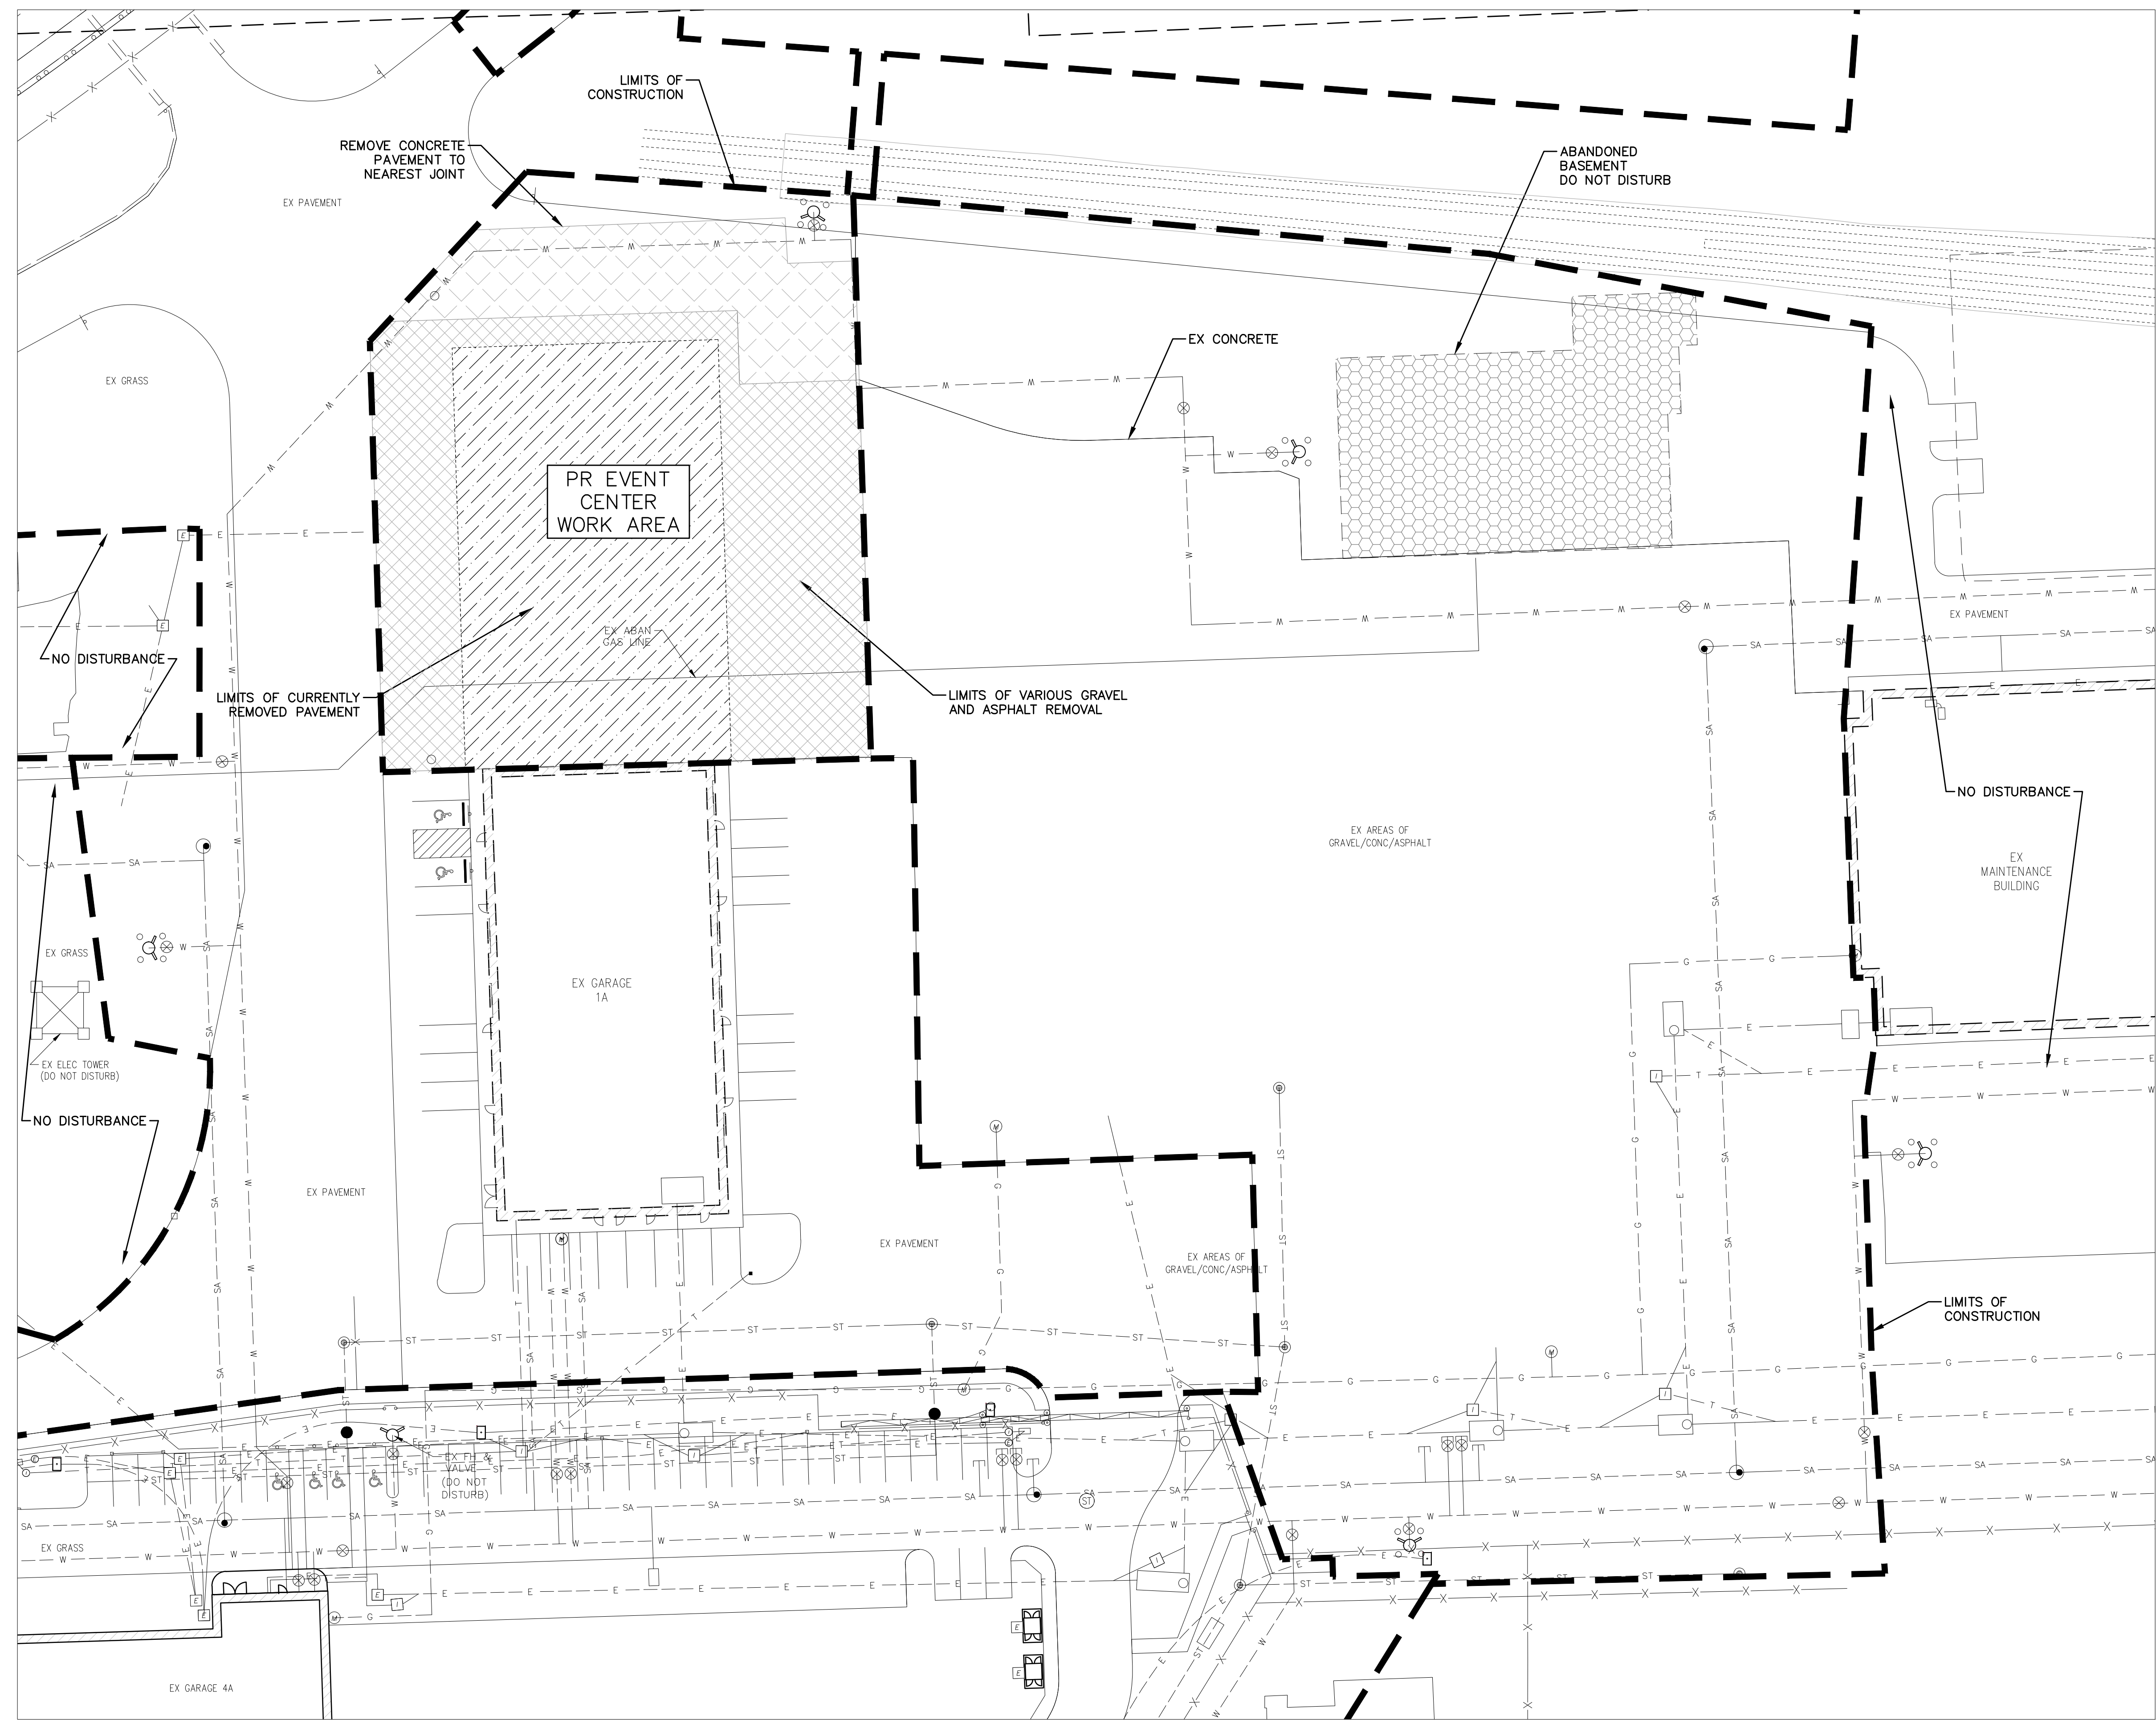 LIMITS OF
CONSTRUCTION
REMOVE CONCRETE
PAVEMENT TO
NEAREST JOINT
ABANDONED
BASEMENT
DO NOT DISTURB
EX PAVEMENT
EX CONCRETE
EX GRASS
PR EVENT
CENTER
WORK AREA
EX ABAN
GAS LINE
EX PAVEMENT
NO DISTURBANCE
LIMITS OF CURRENTLY
REMOVED PAVEMENT
LIMITS OF VARIOUS GRAVEL
AND ASPHALT REMOVAL
NO DISTURBANCE
EX AREAS OF
GRAVEL/CONC/ASPHALT
EX
MAINTENANCE
BUILDING
EX GRASS
EX GARAGE
1A
EX ELEC TOWER
(DO NOT DISTURB)
NO DISTURBANCE
EX PAVEMENT
EX PAVEMENT
EX AREAS OF
GRAVEL/CONC/ASPHALT
LIMITS OF
CONSTRUCTION
EX FH &
VALVE
(DO NOT
DISTURB)
EX GRASS
EX GARAGE 4A